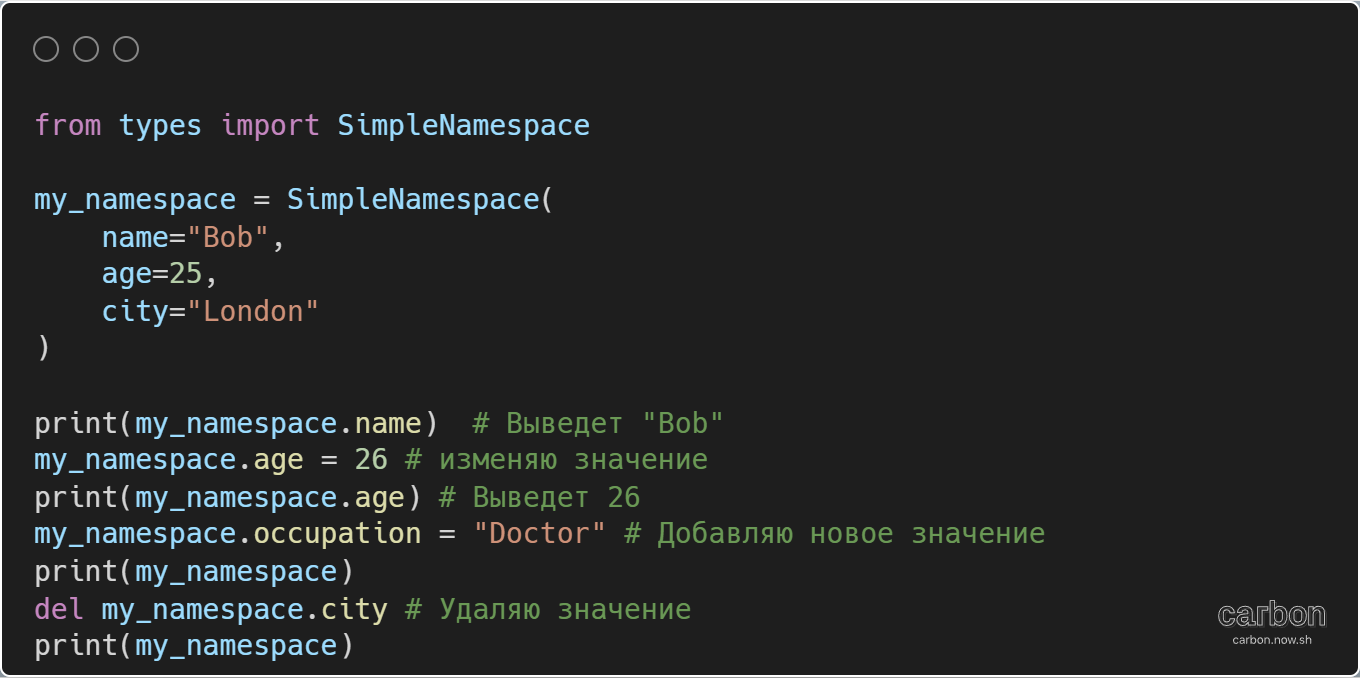 from types import SimpleNamespace
my_namespace = SimpleNamespace(
    name="Bob",
    age=25,
    city="London"
)
print(my_namespace.name)  # Выведет "Bob"
my_namespace.age = 26 # изменяю значение
print(my_namespace.age) # Выведет 26
my_namespace.occupation = "Doctor" # Добавляю новое значение
print(my_namespace)
del my_namespace.city # Удаляю значение
print(my_namespace)
carbon
carbon.now.sh